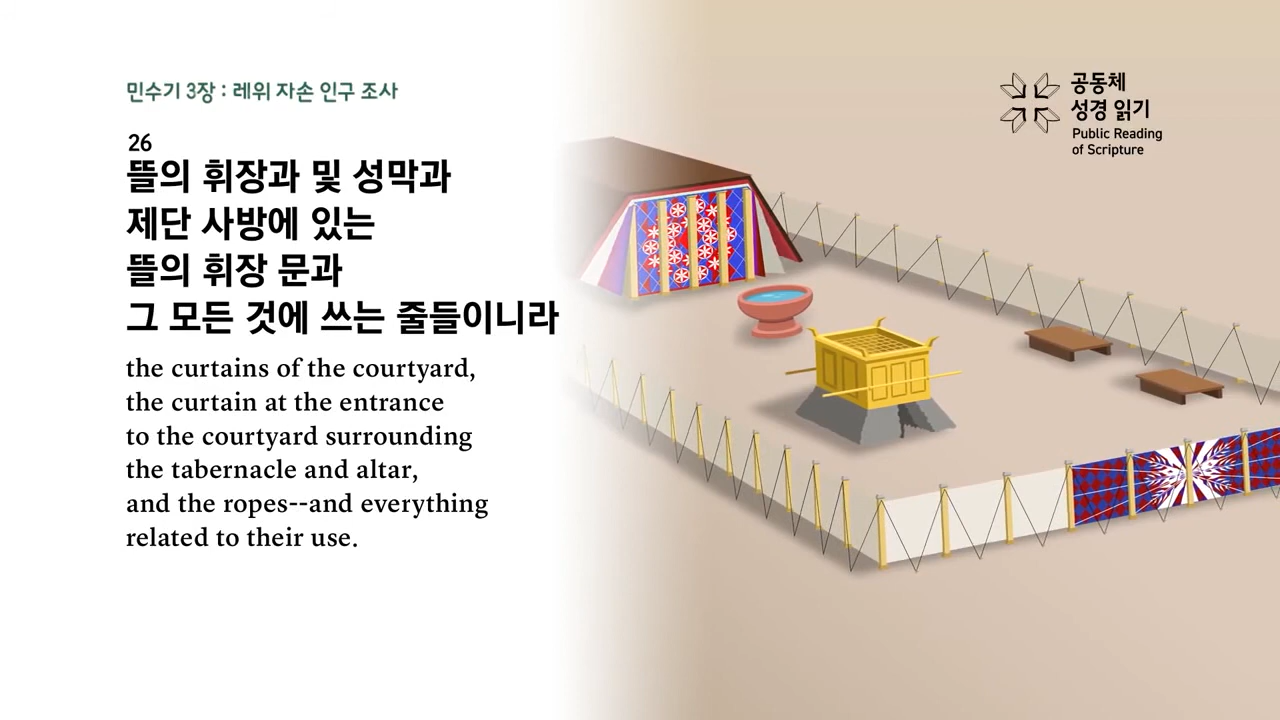 민수기 3장 : 레위 자손 인구 조사
공동체
성경 읽기
Public Reading
of Scripture
26
뜰의 휘장과 및 성막과
제단 사방에 있는
뜰의 휘장 문과
그 모든 것에 쓰는 줄들이니라
the curtains of the courtyard,
the curtain at the entrance
to the courtyard surrounding
the tabernacle and altar,
and the ropes--and everything
related to their use.